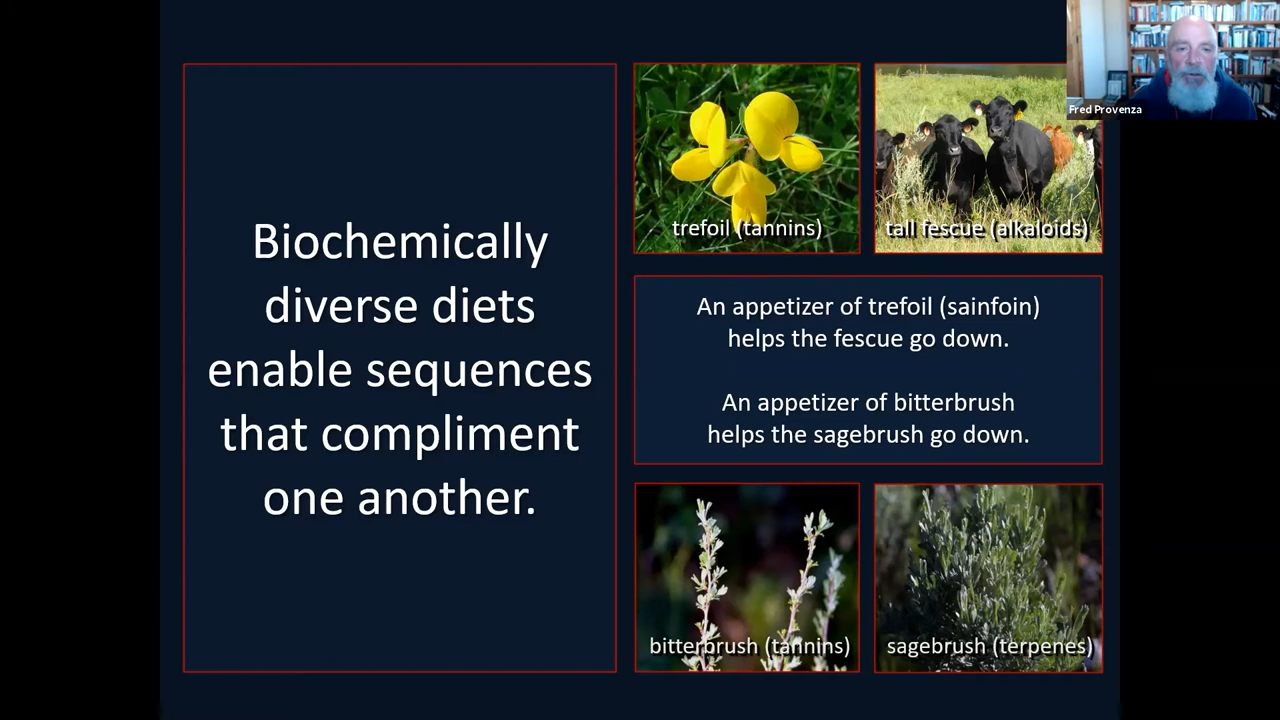 Fred Provenza
Biochemically
diverse diets
enable sequences
that compliment
one another.
trefoil (tannins)
tall fescue (alkaloids)
An appetizer of trefoil (sainfoin)
helps the fescue go down.
An appetizer of bitterbrush
helps the sagebrush go down.
bitterbrush (tannins)
sagebrush (terpenes)